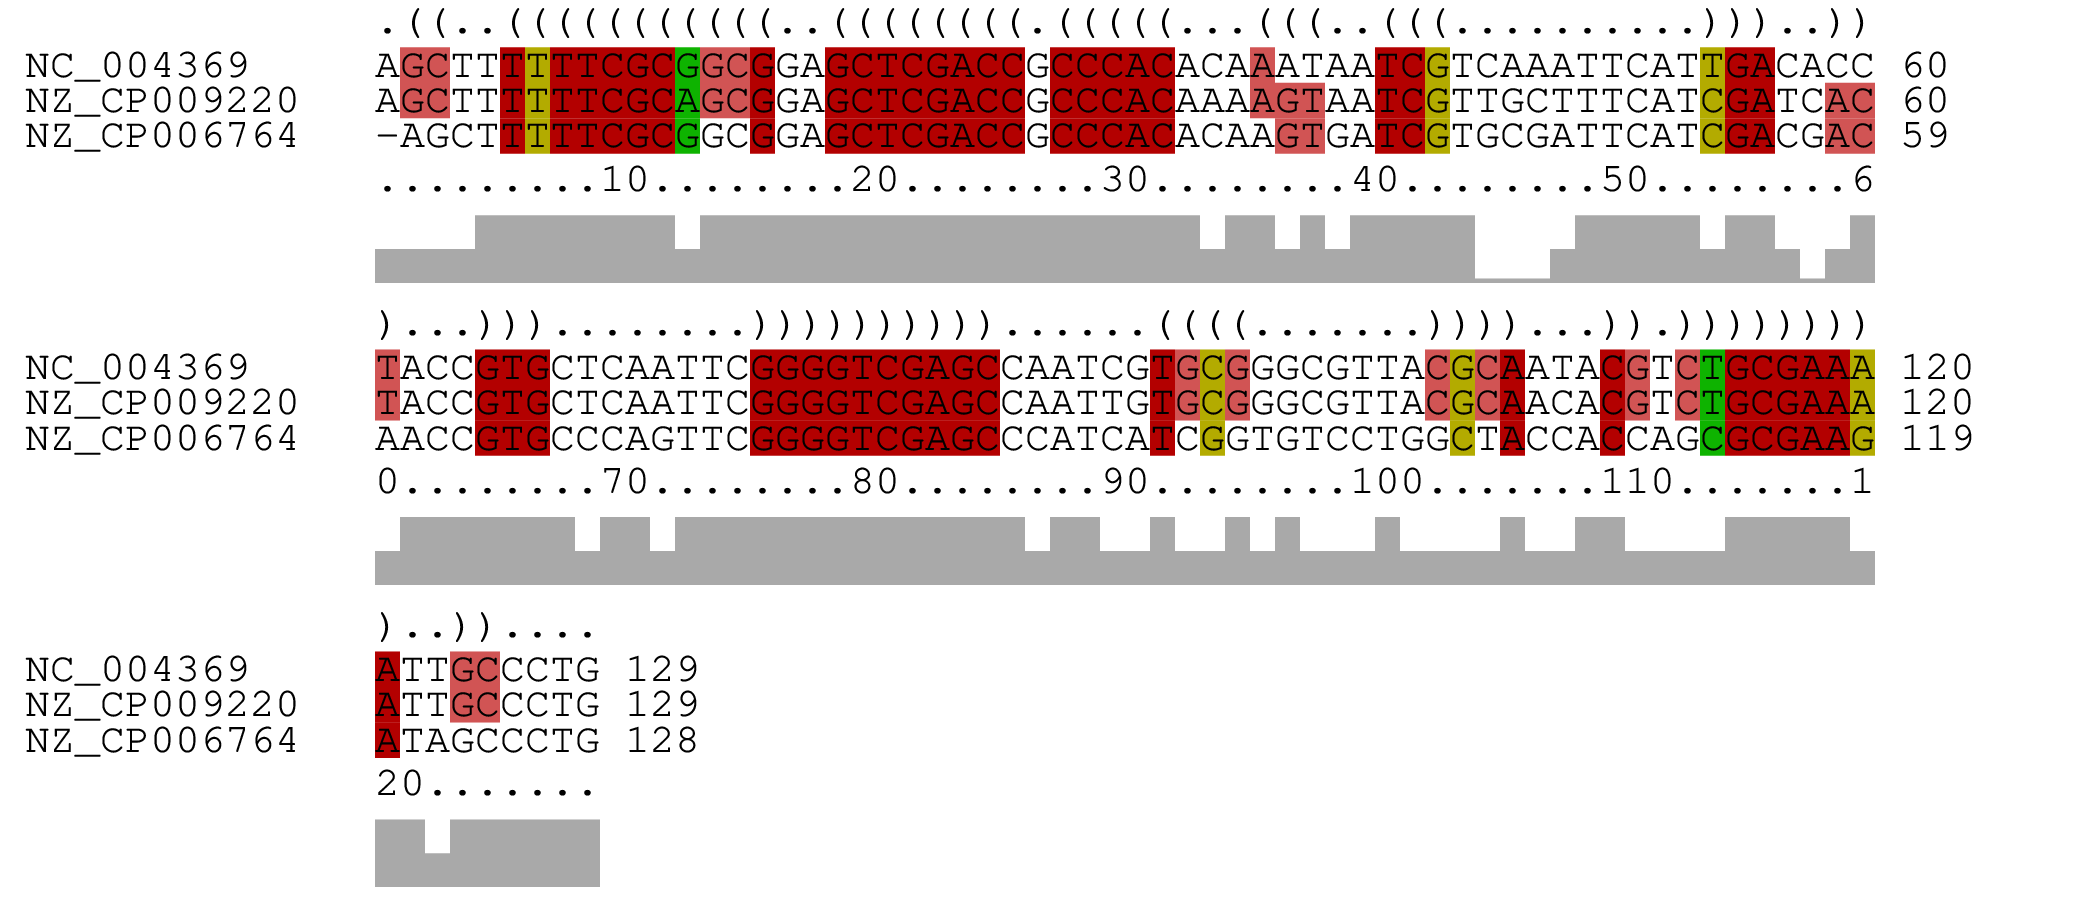 .((..(((((((((((..((((((((.(((((...(((..(((..........)))..))
NC_004369 AGCTTTTTTCGCGGCGGAGCTCGACCGCCCACACAAATAATCGTCAAATTCATTGACACC 60
NZ_CP009220 AGCTTTTTTCGCAGCGGAGCTCGACCGCCCACAAAAGTAATCGTTGCTTTCATCGATCAC 60
NZ_CP006764 -AGCTTTTTCGCGGCGGAGCTCGACCGCCCACACAAGTGATCGTGCGATTCATCGACGAC 59
.........10........20........30........40........50........6
)...)))........))))))))))......((((.......))))...)).))))))))
NC_004369 TACCGTGCTCAATTCGGGGTCGAGCCAATCGTGCGGGCGTTACGCAATACGTCTGCGAAA 120
NZ_CP009220 TACCGTGCTCAATTCGGGGTCGAGCCAATTGTGCGGGCGTTACGCAACACGTCTGCGAAA 120
NZ_CP006764 AACCGTGCCCAGTTCGGGGTCGAGCCCATCATCGGTGTCCTGGCTACCACCAGCGCGAAG 119
0........70........80........90........100.......110.......1
)..))....
NC_004369 ATTGCCCTG 129
NZ_CP009220 ATTGCCCTG 129
NZ_CP006764 ATAGCCCTG 128
20.......